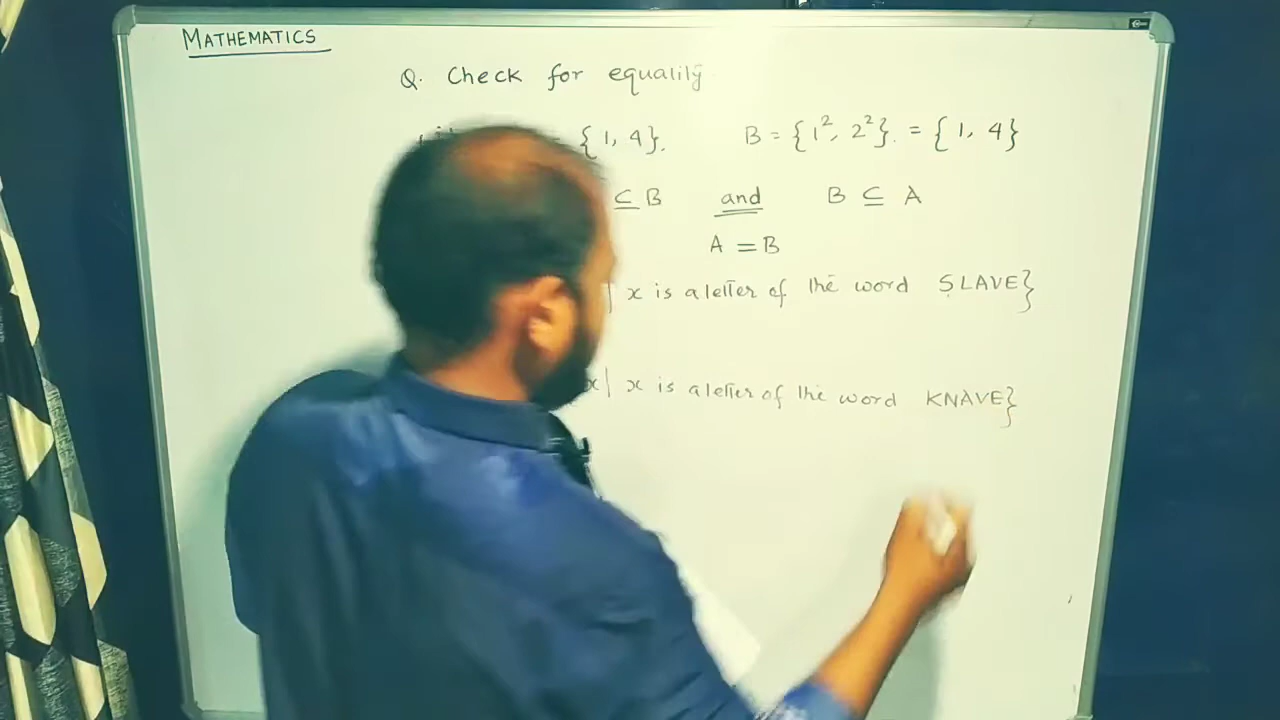 MATHEMATICS
Q. Check for equality
{1, 4}. B = {1², 2²}. = {1, 4}
⊆ B and B ⊆ A
A = B
| x is a letter of the word SLAVE}
x | x is a letter of the word KNAVE}